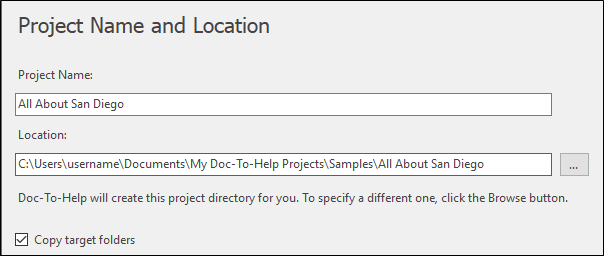 Project Name and Location
Project Name:
All About San Diego
Location:
C:\Users\username\Documents\My Doc-To-Help Projects\Samples\All About San Diego
...
Doc-To-Help will create this project directory for you. To specify a different one, click the Browse button.
Copy target folders